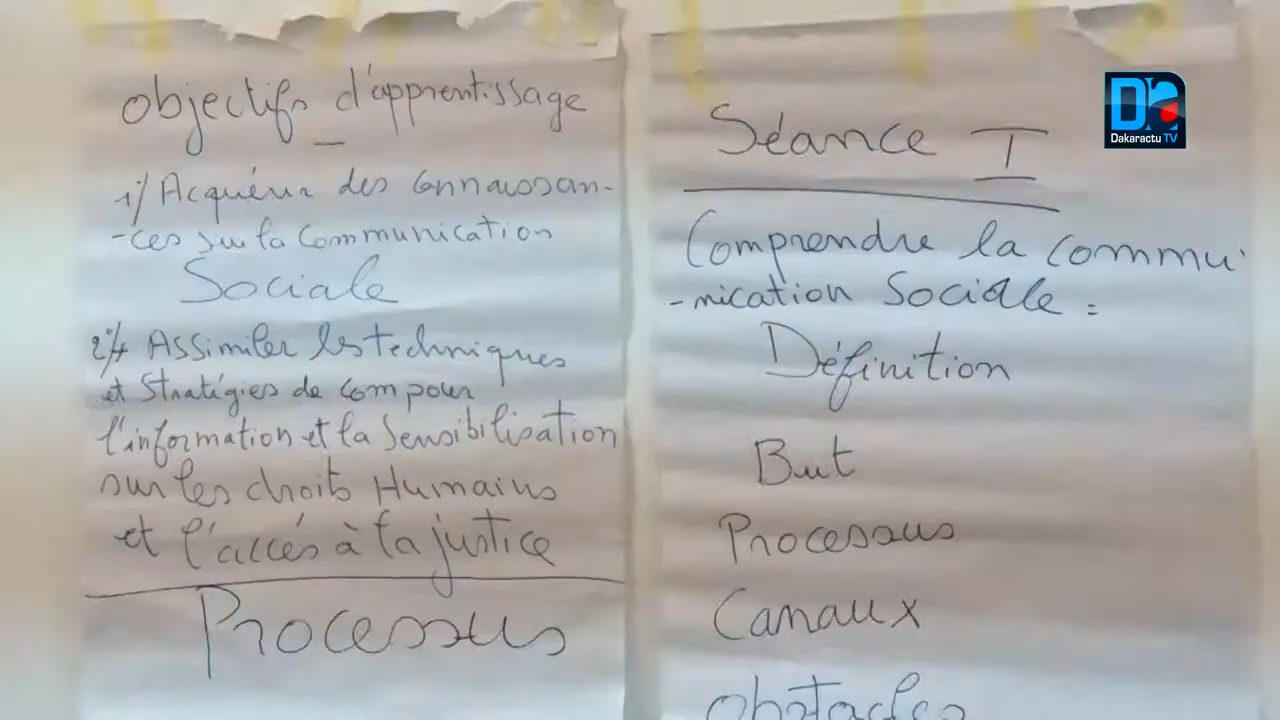 Objectifs d'apprentissage
1/ Acquérir des connaissan-
-ces sur la communication
Sociale
2°/ Assimiler les techniques
et Stratégies de com pour
l'information et la Sensibilisation
sur les droits Humains
et l'accés à la justice
Processus
Séance I
Comprendre la commu-
-nication Sociale :
Définition
But
Processus
Canaux
Obstacles
Dakaractu TV